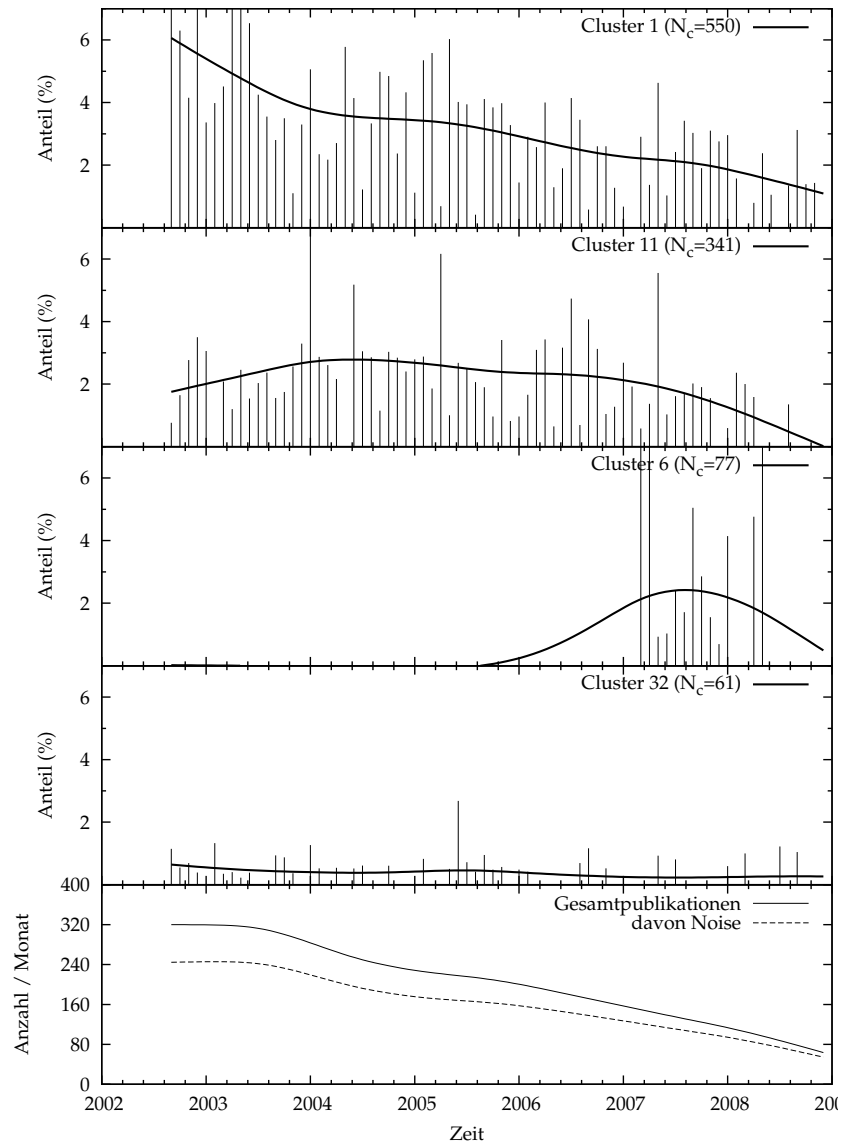 Cluster 1 (N_c=550)
6
4
2
Anteil (%)
Cluster 11 (N_c=341)
6
4
2
Anteil (%)
Cluster 6 (N_c=77)
6
4
2
Anteil (%)
Cluster 32 (N_c=61)
6
4
2
Anteil (%)
Gesamtpublikationen
davon Noise
400
320
240
160
80
0
Anzahl / Monat
2002 2003 2004 2005 2006 2007 2008 200
Zeit